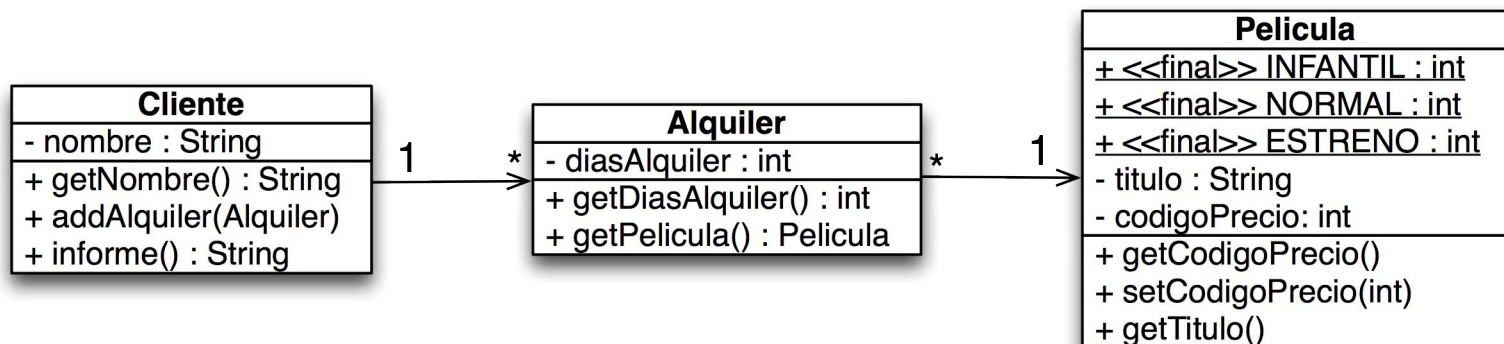 Cliente
- nombre : String
+ getNombre() : String
+ addAlquiler(Alquiler)
+ informe() : String
1
*
Alquiler
- diasAlquiler : int
+ getDiasAlquiler() : int
+ getPelicula() : Pelicula
*
1
Pelicula
+ <<final>> INFANTIL : int
+ <<final>> NORMAL : int
+ <<final>> ESTRENO : int
- titulo : String
- codigoPrecio: int
+ getCodigoPrecio()
+ setCodigoPrecio(int)
+ getTitulo()